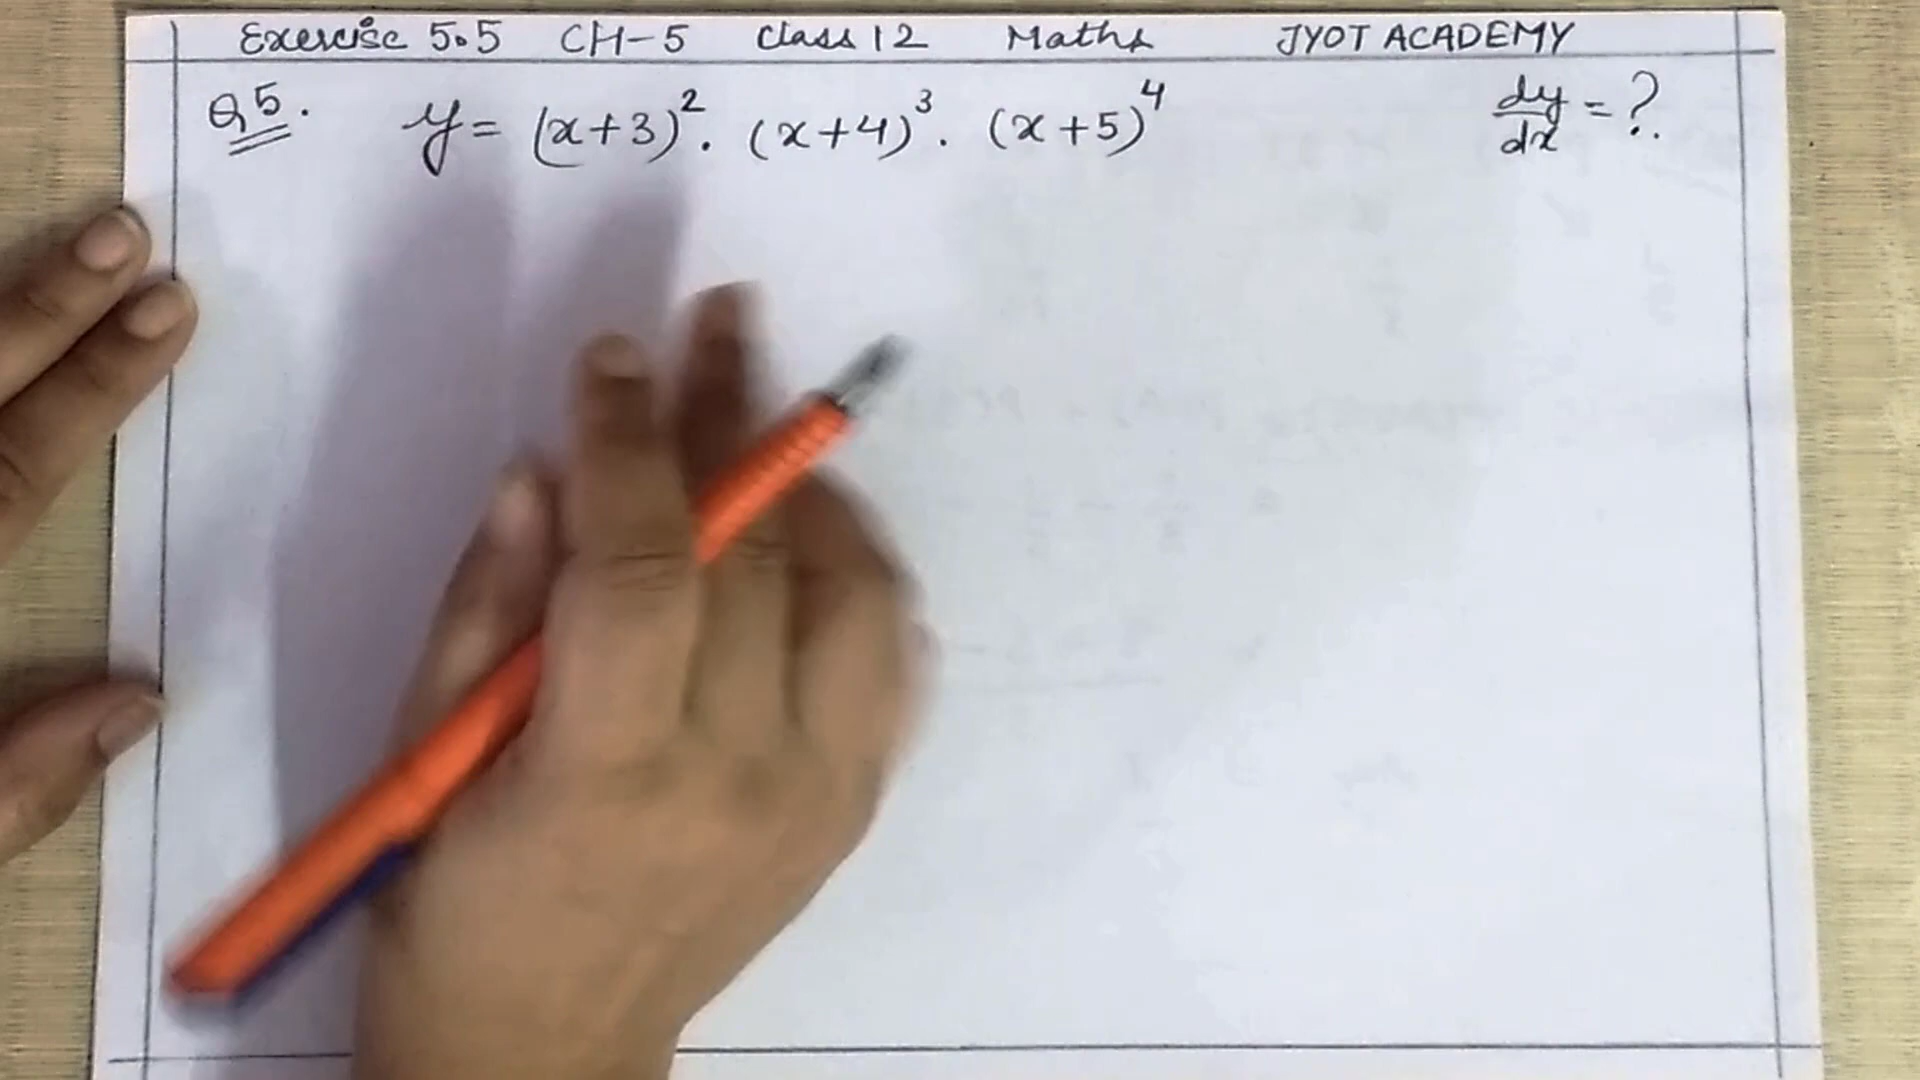 Exercise 5.5 CH-5 Class 12 Maths JYOT ACADEMY
Q5. y = (x+3)². (x+4)³. (x+5)⁴ dy/dx = ?.